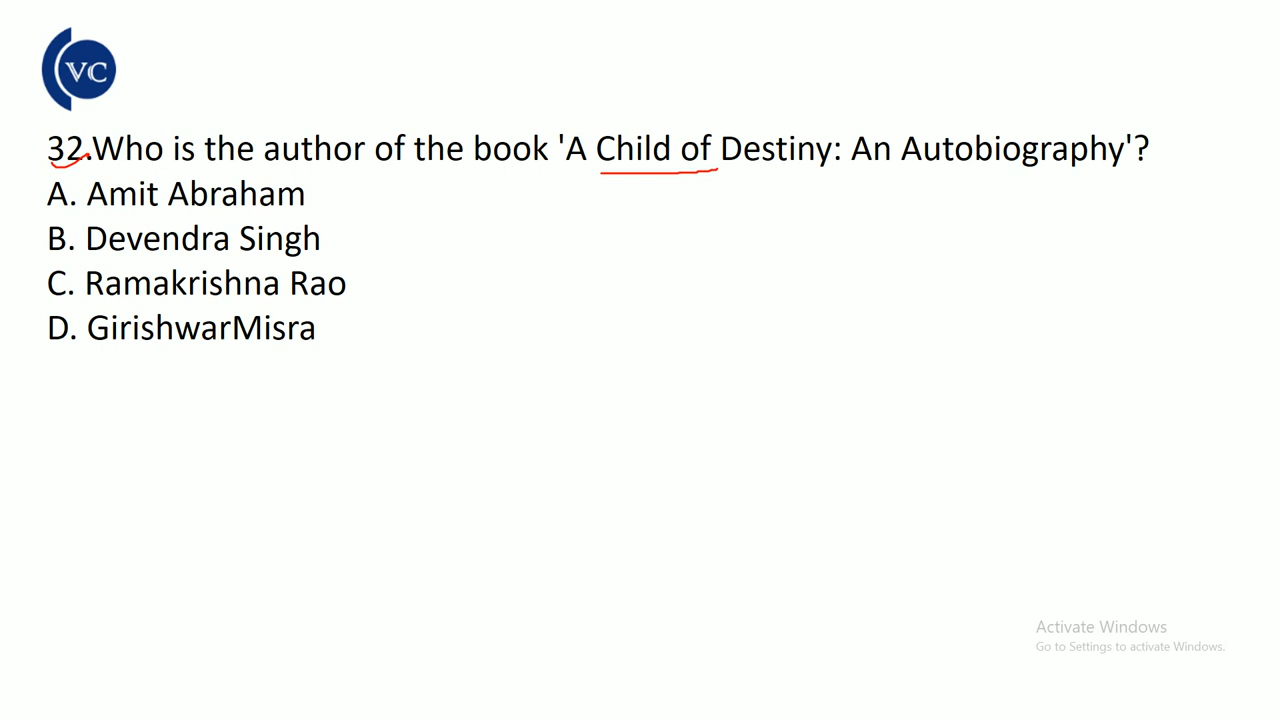 VC
32.Who is the author of the book 'A Child of Destiny: An Autobiography'?
A. Amit Abraham
B. Devendra Singh
C. Ramakrishna Rao
D. GirishwarMisra
Activate Windows
Go to Settings to activate Windows.